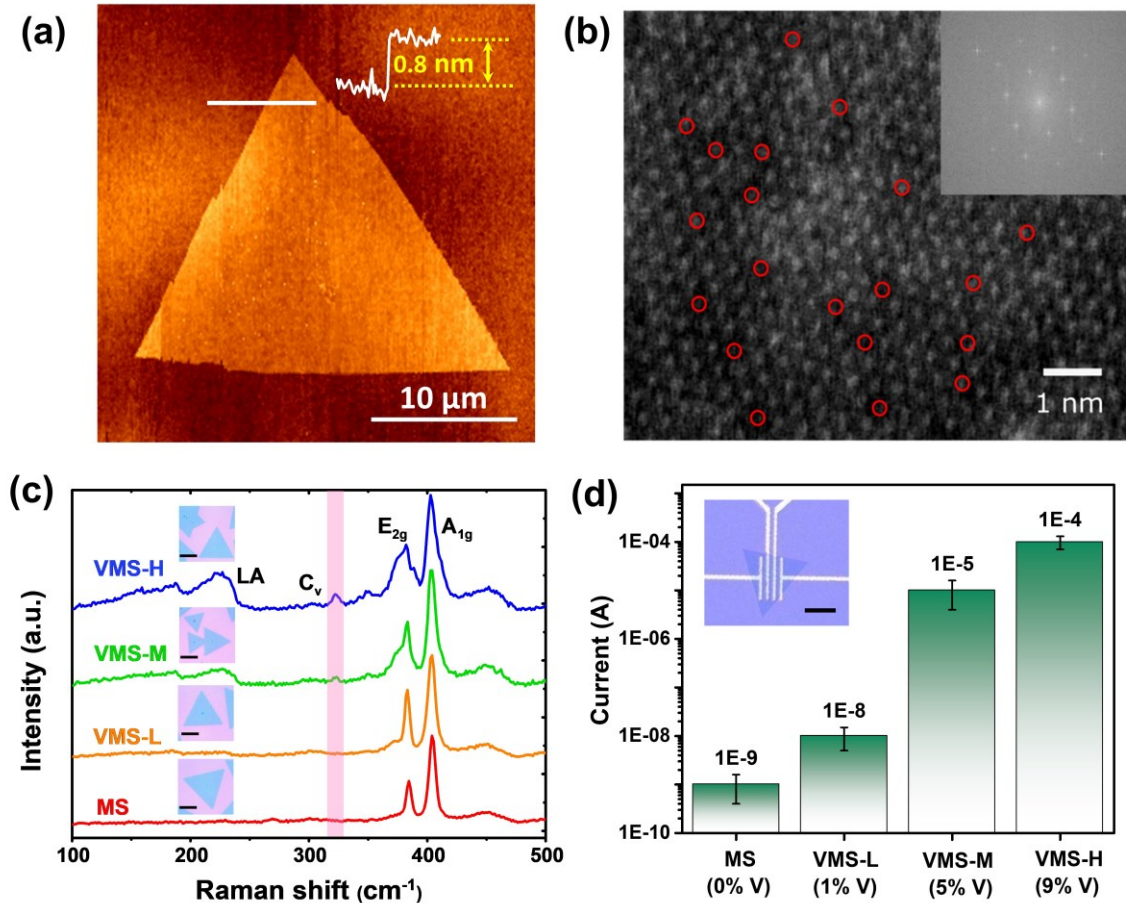 (a)
0.8 nm
10 µm
(b)
1 nm
(c)
Intensity (a.u.)
VMS-H
VMS-M
VMS-L
MS
LA
Cv
E2g
A1g
100 200 300 400 500
Raman shift (cm-1)
(d)
Current (A)
1E-04
1E-06
1E-08
1E-10
1E-9
1E-8
1E-5
1E-4
MS VMS-L VMS-M VMS-H
(0% V) (1% V) (5% V) (9% V)